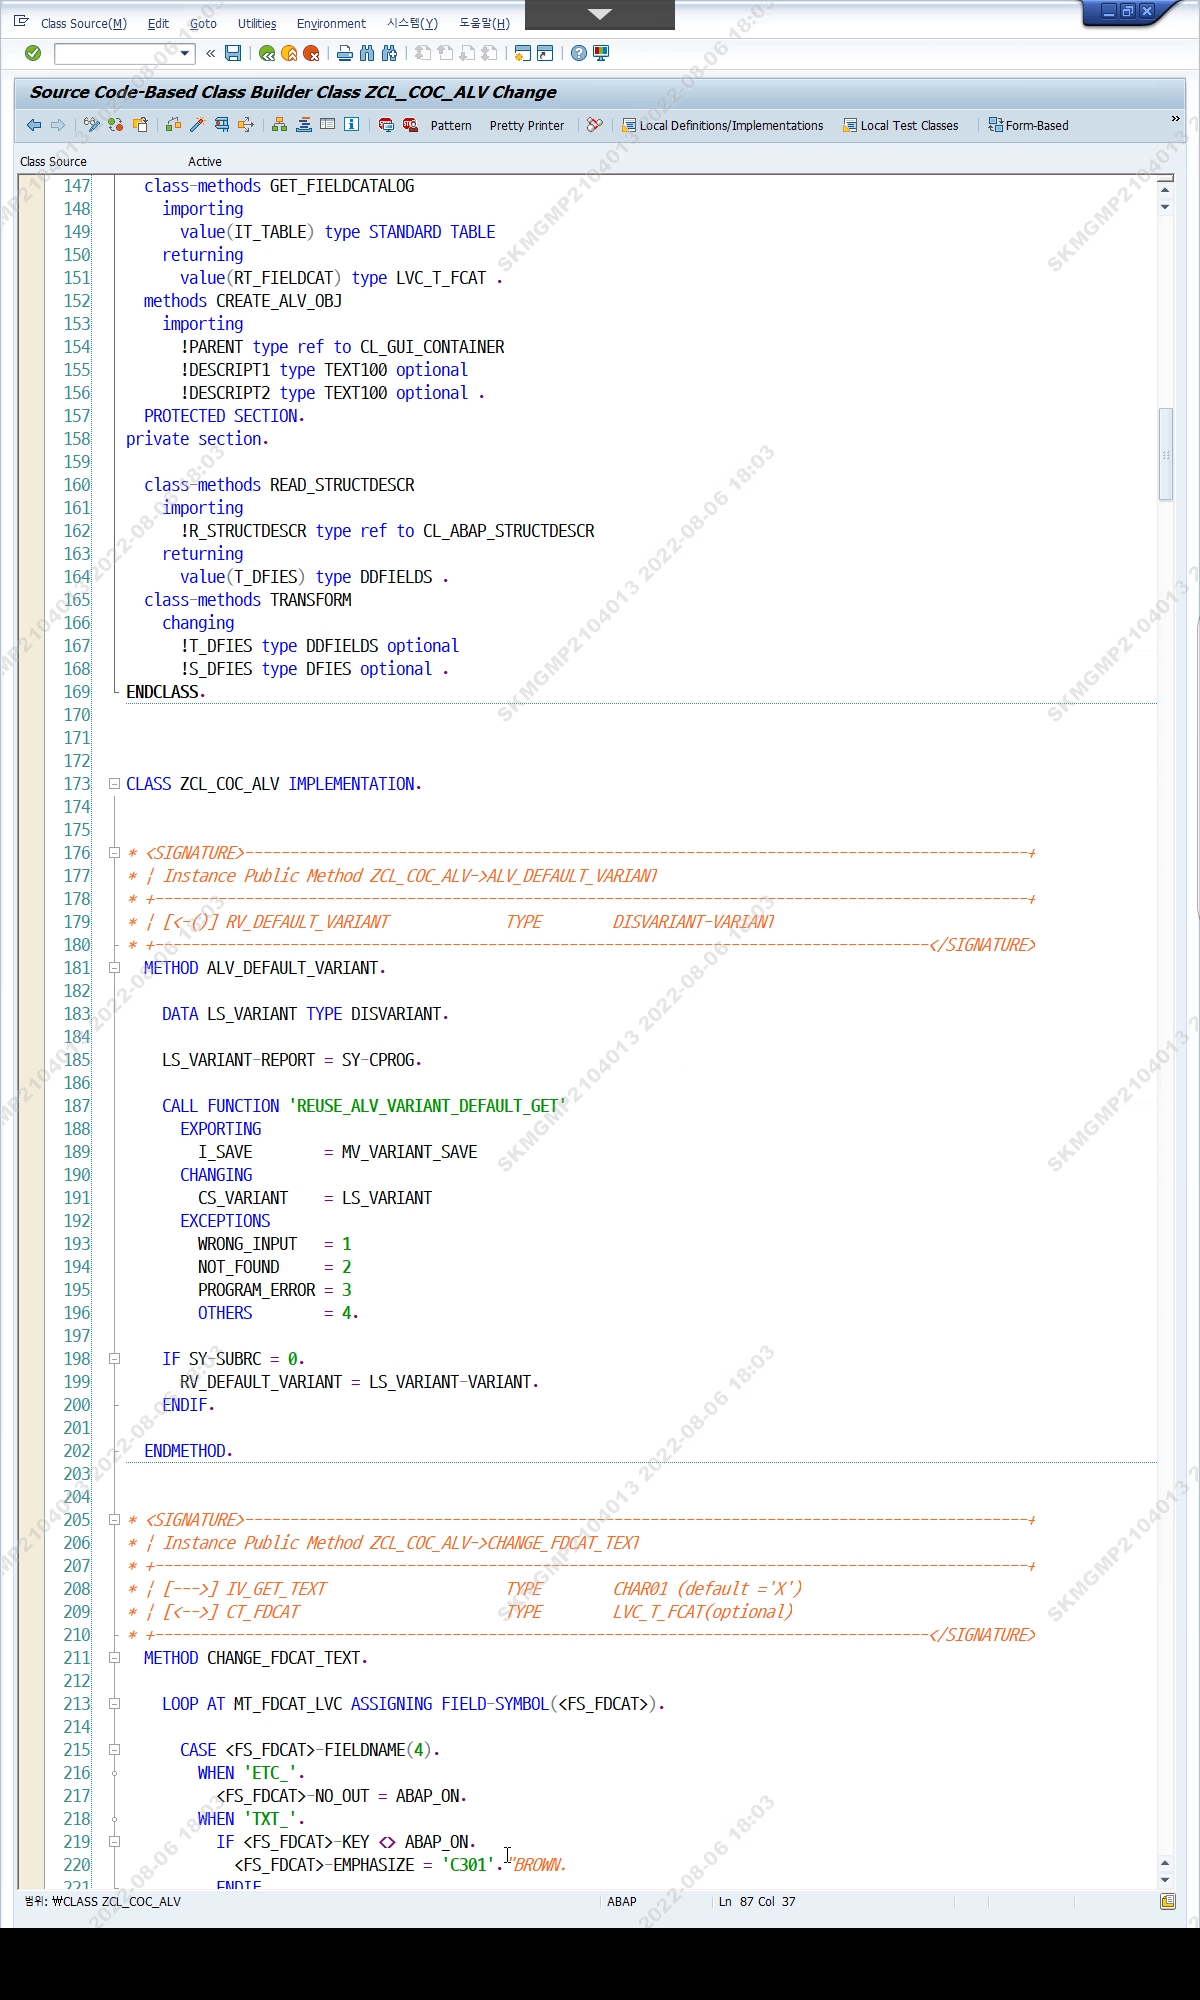 Class Source(M) Edit Goto Utilities Environment 시스템(Y) 도움말(H)
Source Code-Based Class Builder Class ZCL_COC_ALV Change
Pattern Pretty Printer Local Definitions/Implementations Local Test Classes Form-Based
Class Source Active
147 class-methods GET_FIELDCATALOG
148 importing
149 value(IT_TABLE) type STANDARD TABLE
150 returning
151 value(RT_FIELDCAT) type LVC_T_FCAT .
152 methods CREATE_ALV_OBJ
153 importing
154 !PARENT type ref to CL_GUI_CONTAINER
155 !DESCRIPT1 type TEXT100 optional
156 !DESCRIPT2 type TEXT100 optional .
157 PROTECTED SECTION.
158 private section.
159
160 class-methods READ_STRUCTDESCR
161 importing
162 !R_STRUCTDESCR type ref to CL_ABAP_STRUCTDESCR
163 returning
164 value(T_DFIES) type DDFIELDS .
165 class-methods TRANSFORM
166 changing
167 !T_DFIES type DDFIELDS optional
168 !S_DFIES type DFIES optional .
169 ENDCLASS.
170
171
172
173 CLASS ZCL_COC_ALV IMPLEMENTATION.
174
175
176 * <SIGNATURE>---------------------------------------------------------------------------------------+
177 * | Instance Public Method ZCL_COC_ALV->ALV_DEFAULT_VARIANT
178 * +-------------------------------------------------------------------------------------------------+
179 * | [<-()] RV_DEFAULT_VARIANT TYPE DISVARIANT-VARIANT
180 * +--------------------------------------------------------------------------------------</SIGNATURE>
181 METHOD ALV_DEFAULT_VARIANT.
182
183 DATA LS_VARIANT TYPE DISVARIANT.
184
185 LS_VARIANT-REPORT = SY-CPROG.
186
187 CALL FUNCTION 'REUSE_ALV_VARIANT_DEFAULT_GET'
188 EXPORTING
189 I_SAVE = MV_VARIANT_SAVE
190 CHANGING
191 CS_VARIANT = LS_VARIANT
192 EXCEPTIONS
193 WRONG_INPUT = 1
194 NOT_FOUND = 2
195 PROGRAM_ERROR = 3
196 OTHERS = 4.
197
198 IF SY-SUBRC = 0.
199 RV_DEFAULT_VARIANT = LS_VARIANT-VARIANT.
200 ENDIF.
201
202 ENDMETHOD.
203
204
205 * <SIGNATURE>---------------------------------------------------------------------------------------+
206 * | Instance Public Method ZCL_COC_ALV->CHANGE_FDCAT_TEXT
207 * +-------------------------------------------------------------------------------------------------+
208 * | [--->] IV_GET_TEXT TYPE CHAR01 (default ='X')
209 * | [<-->] CT_FDCAT TYPE LVC_T_FCAT(optional)
210 * +--------------------------------------------------------------------------------------</SIGNATURE>
211 METHOD CHANGE_FDCAT_TEXT.
212
213 LOOP AT MT_FDCAT_LVC ASSIGNING FIELD-SYMBOL(<FS_FDCAT>).
214
215 CASE <FS_FDCAT>-FIELDNAME(4).
216 WHEN 'ETC_'.
217 <FS_FDCAT>-NO_OUT = ABAP_ON.
218 WHEN 'TXT_'.
219 IF <FS_FDCAT>-KEY <> ABAP_ON.
220 <FS_FDCAT>-EMPHASIZE = 'C301'."BROWN.
221 ENDIF
범위: ₩CLASS ZCL_COC_ALV ABAP Ln 87 Col 37
SKMGMP2104013 2022-08-06 18:03